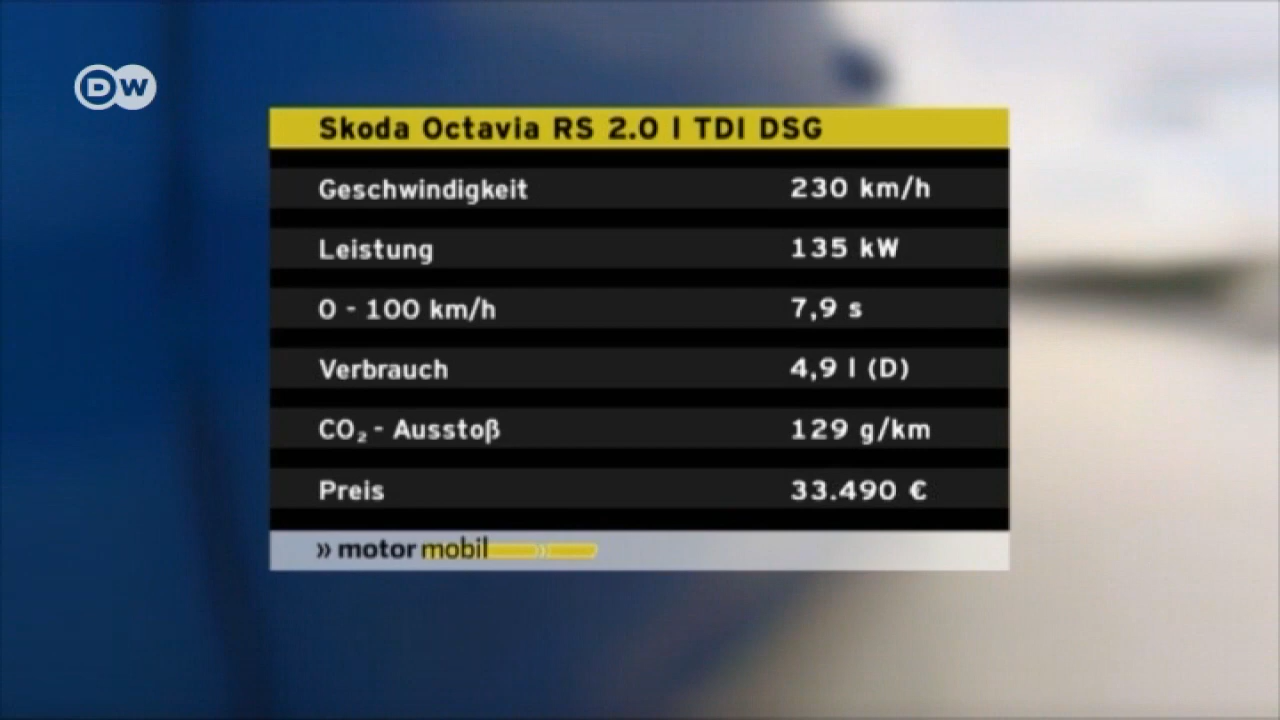 DW
Skoda Octavia RS 2.0 l TDI DSG
Geschwindigkeit 230 km/h
Leistung 135 kW
0 - 100 km/h 7,9 s
Verbrauch 4,9 l (D)
CO₂ - Ausstoß 129 g/km
Preis 33.490 €
» motor mobil